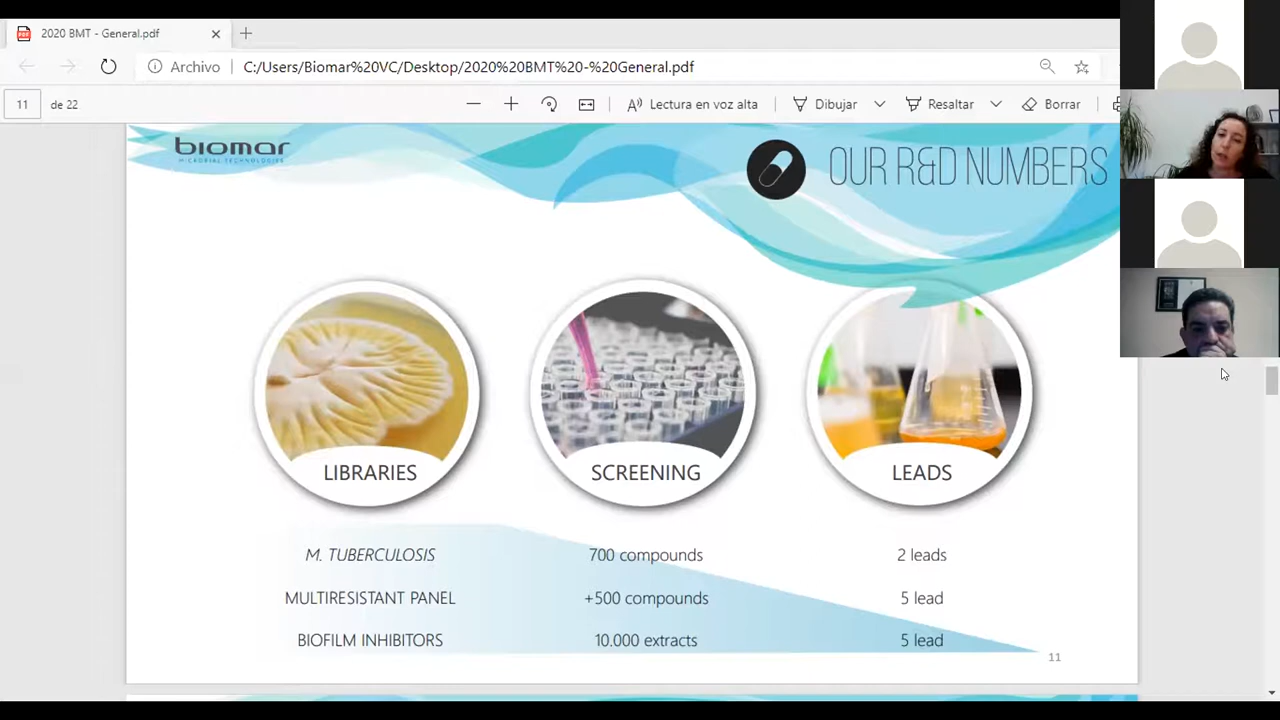 2020 BMT - General.pdf
Archivo C:/Users/Biomar%20VC/Desktop/2020%20BMT%20-%20General.pdf
11 de 22 Lectura en voz alta Dibujar Resaltar Borrar
biomar
MICROBIAL TECHNOLOGIES
OUR R&D NUMBERS
LIBRARIES SCREENING LEADS
M. TUBERCULOSIS 700 compounds 2 leads
MULTIRESISTANT PANEL +500 compounds 5 lead
BIOFILM INHIBITORS 10.000 extracts 5 lead
11